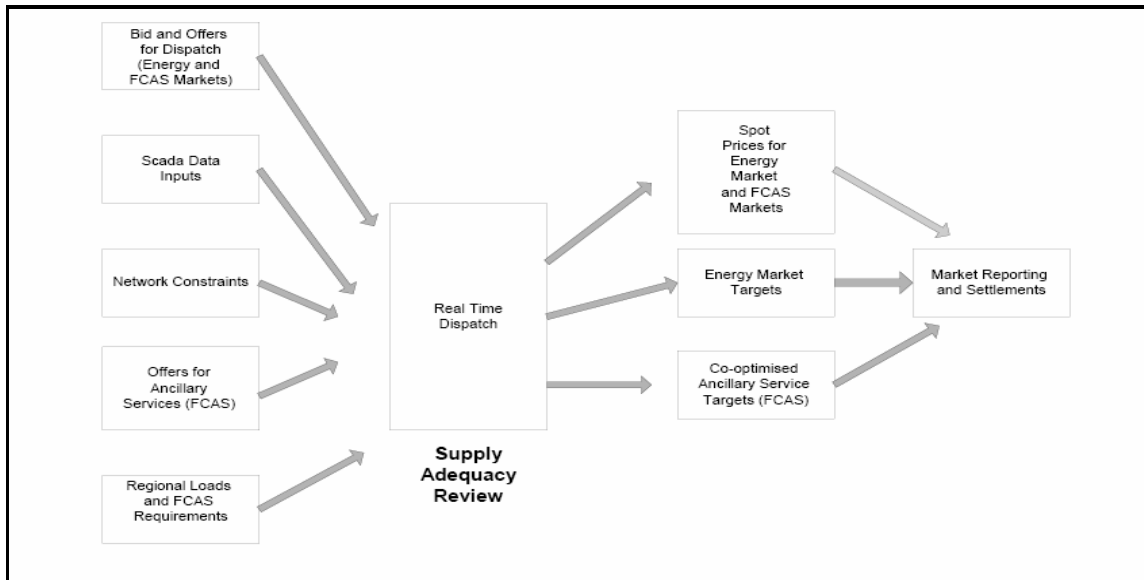 Bid and Offers
for Dispatch
(Energy and
FCAS Markets)
Scada Data
Inputs
Network Constraints
Offers for
Ancillary
Services (FCAS)
Regional Loads
and FCAS
Requirements
Real Time
Dispatch
Supply
Adequacy
Review
Spot
Prices for
Energy
Market
and FCAS
Markets
Energy Market
Targets
Co-optimised
Ancillary Service
Targets (FCAS)
Market Reporting
and Settlements